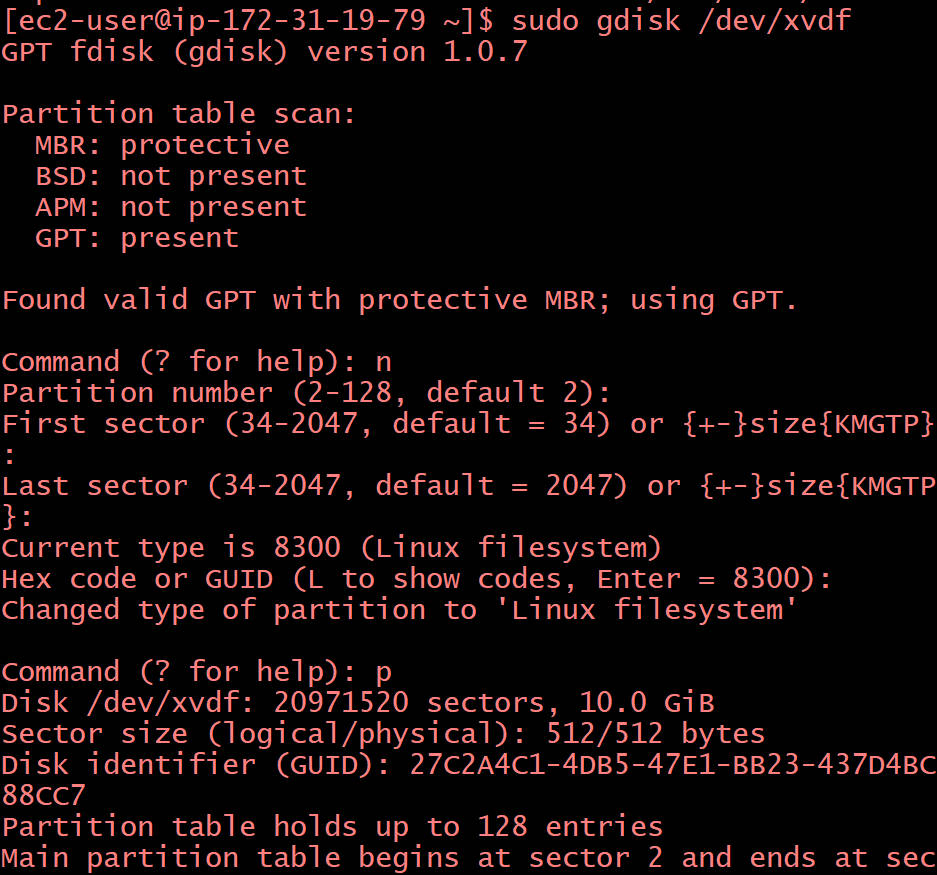 [ec2-user@ip-172-31-19-79 ~]$ sudo gdisk /dev/xvdf
GPT fdisk (gdisk) version 1.0.7
Partition table scan:
  MBR: protective
  BSD: not present
  APM: not present
  GPT: present
Found valid GPT with protective MBR; using GPT.
Command (? for help): n
Partition number (2-128, default 2):
First sector (34-2047, default = 34) or {+-}size{KMGTP}
:
Last sector (34-2047, default = 2047) or {+-}size{KMGTP
}:
Current type is 8300 (Linux filesystem)
Hex code or GUID (L to show codes, Enter = 8300):
Changed type of partition to 'Linux filesystem'
Command (? for help): p
Disk /dev/xvdf: 20971520 sectors, 10.0 GiB
Sector size (logical/physical): 512/512 bytes
Disk identifier (GUID): 27C2A4C1-4DB5-47E1-BB23-437D4BC
88CC7
Partition table holds up to 128 entries
Main partition table begins at sector 2 and ends at sec